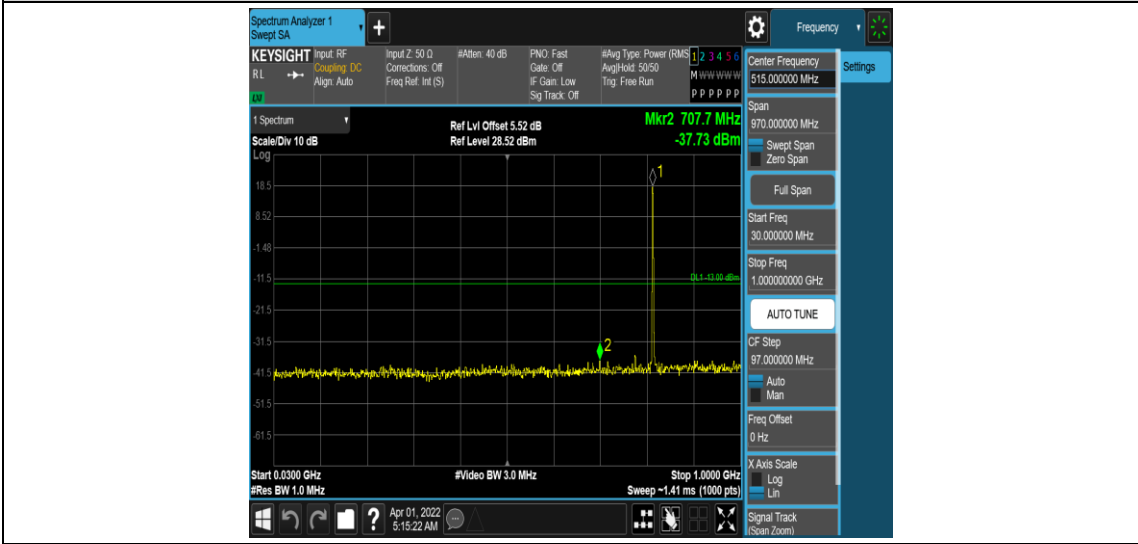 Spectrum Analyzer 1
Swept SA
+
Frequency
KEYSIGHT
RL
LNI
Input: RF
Coupling: DC
Align: Auto
Input Z: 50 Ω
Corrections: Off
Freq Ref: Int (S)
#Atten: 40 dB
PNO: Fast
Gate: Off
IF Gain: Low
Sig Track: Off
#Avg Type: Power (RMS
Avg|Hold: 50/50
Trig: Free Run
1 2 3 4 5 6
M W W W W W
P P P P P P
1 Spectrum
Scale/Div 10 dB
Log
Ref Lvl Offset 5.52 dB
Ref Level 28.52 dBm
Mkr2 707.7 MHz
-37.73 dBm
1
18.5
8.52
-1.48
-11.5
DL1 -13.00 dBm
-21.5
-31.5
2
-41.5
-51.5
-61.5
Start 0.0300 GHz
#Video BW 3.0 MHz
Stop 1.0000 GHz
#Res BW 1.0 MHz
Sweep ~1.41 ms (1000 pts)
?
Apr 01, 2022
5:15:22 AM
Center Frequency
515.000000 MHz
Settings
Span
970.000000 MHz
Swept Span
Zero Span
Full Span
Start Freq
30.000000 MHz
Stop Freq
1.000000000 GHz
AUTO TUNE
CF Step
97.000000 MHz
Auto
Man
Freq Offset
0 Hz
X Axis Scale
Log
Lin
Signal Track
(Span Zoom)